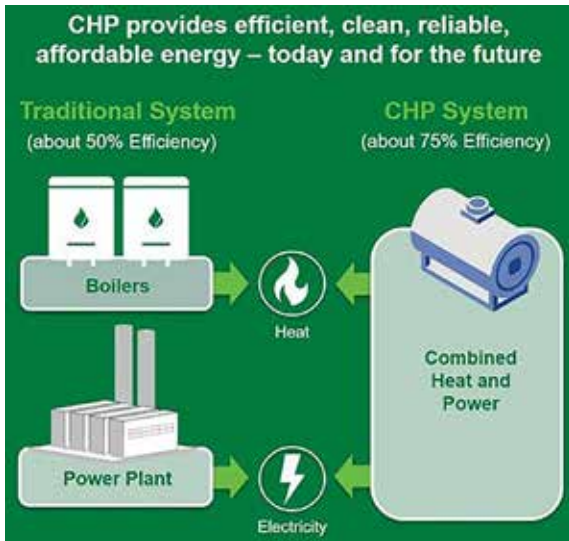 CHP provides efficient, clean, reliable,
affordable energy – today and for the future
Traditional System
(about 50% Efficiency)
CHP System
(about 75% Efficiency)
Boilers
Heat
Combined
Heat and
Power
Power Plant
Electricity